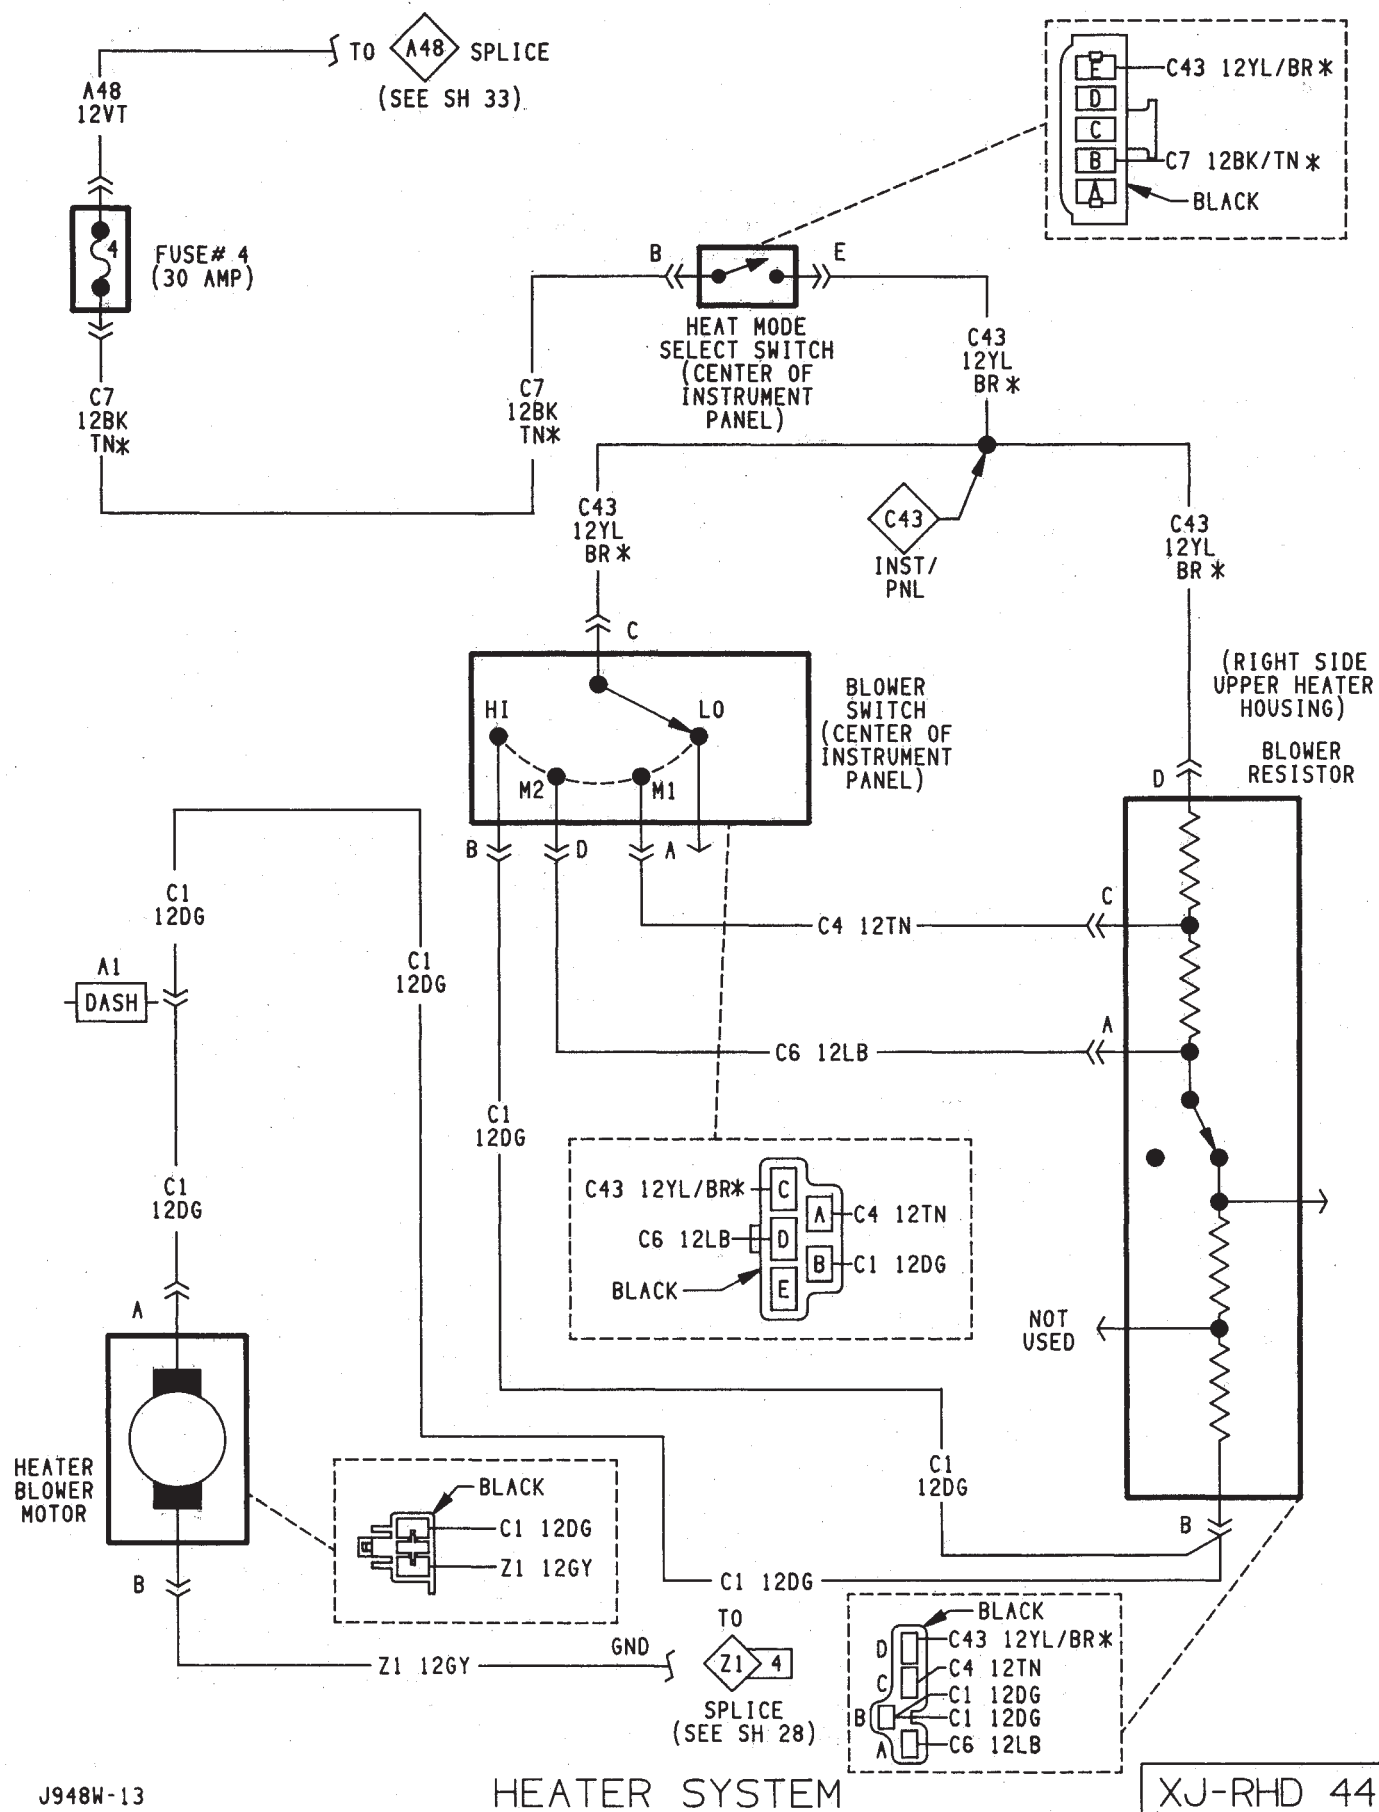 TO A48 SPLICE
(SEE SH 33)
A48
12VT
4
FUSE# 4
(30 AMP)
C7
12BK
TN*
C7
12BK
TN*
B
E
HEAT MODE
SELECT SWITCH
(CENTER OF
INSTRUMENT
PANEL)
E
D
C
B
A
C43 12YL/BR*
C7 12BK/TN*
BLACK
C43
12YL
BR*
C43
12YL
BR*
C43
INST/
PNL
C43
12YL
BR*
C
HI
LO
M2
M1
BLOWER
SWITCH
(CENTER OF
INSTRUMENT
PANEL)
B
D
A
(RIGHT SIDE
UPPER HEATER
HOUSING)
BLOWER
RESISTOR
D
C
C4 12TN
A
C6 12LB
C1
12DG
A1
DASH
C1
12DG
C1
12DG
C1
12DG
C43 12YL/BR*
C
A
C4 12TN
C6 12LB
D
B
C1 12DG
BLACK
E
NOT
USED
A
HEATER
BLOWER
MOTOR
B
BLACK
C1 12DG
Z1 12GY
C1
12DG
B
C1 12DG
Z1 12GY
GND
TO
Z1
4
SPLICE
(SEE SH 28)
BLACK
D
C43 12YL/BR*
C
C4 12TN
C1 12DG
B
C1 12DG
A
C6 12LB
J948W-13
HEATER SYSTEM
XJ-RHD 44